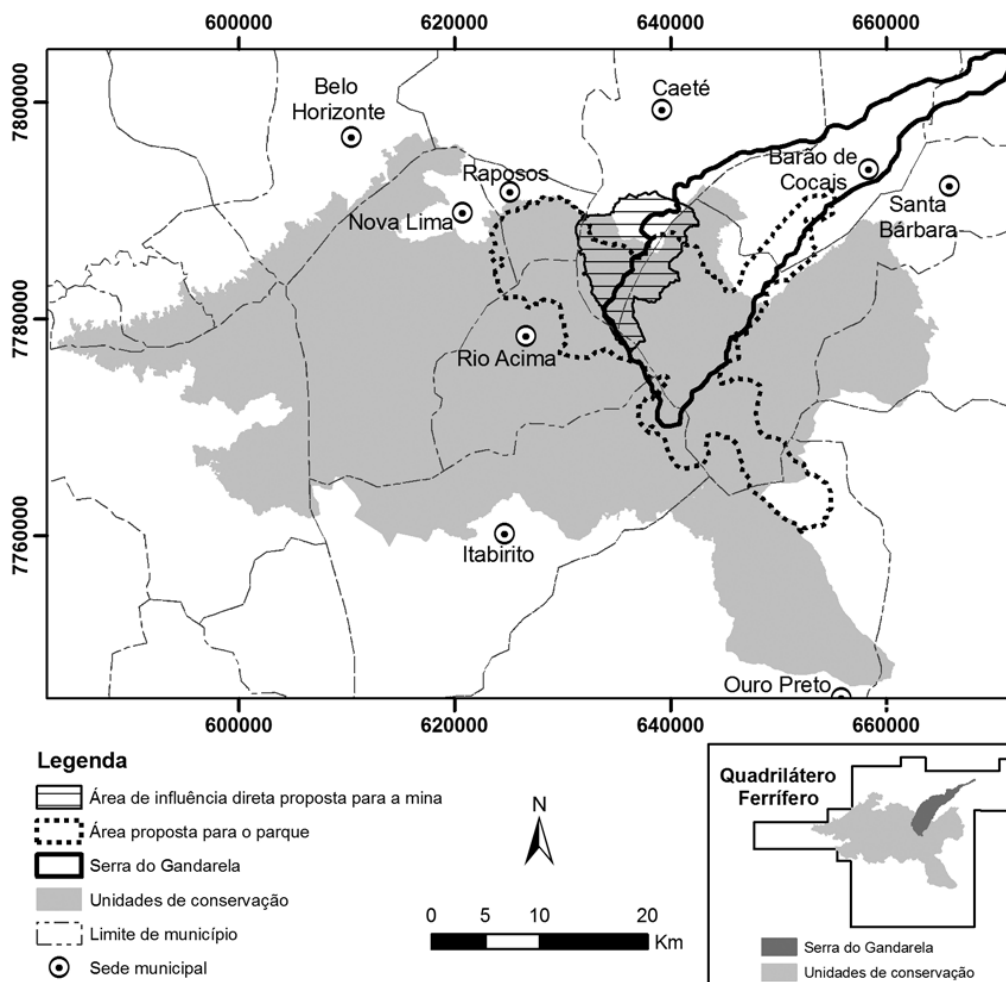 600000 620000 640000 660000
7800000
7780000
7760000
Belo
Horizonte
Caeté
Raposos
Barão de
Cocais
Nova Lima
Santa
Bárbara
Rio Acima
Itabirito
Ouro Preto
600000 620000 640000 660000
Legenda
Área de influência direta proposta para a mina
Área proposta para o parque
Serra do Gandarela
Unidades de conservação
Limite de município
Sede municipal
N
0 5 10 20
Km
Quadrilátero
Ferrífero
Serra do Gandarela
Unidades de conservação